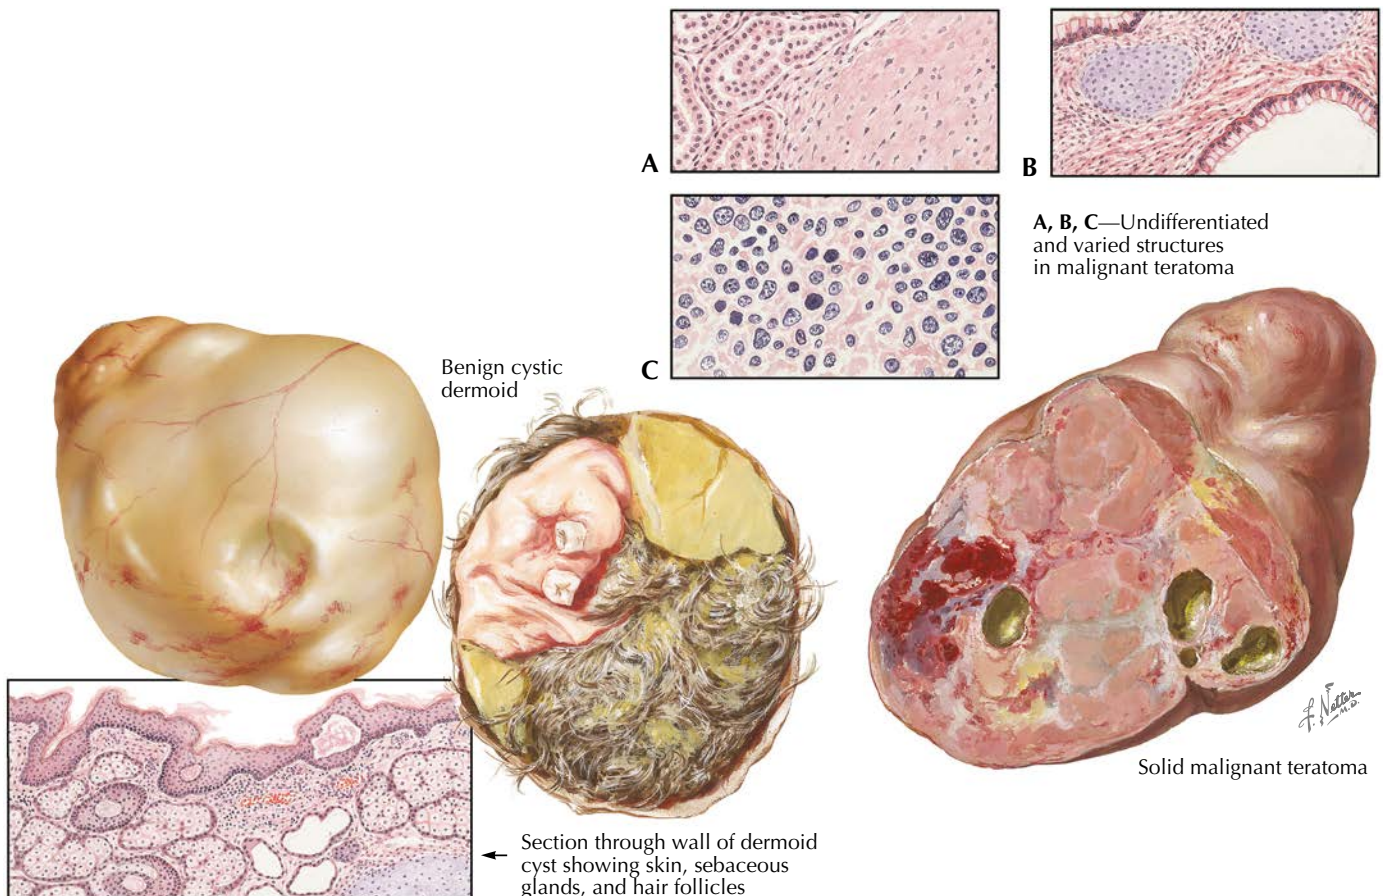 A
B
A, B, C—Undifferentiated
and varied structures
in malignant teratoma
C
Benign cystic
dermoid
F. Netter
M.D.
Solid malignant teratoma
Section through wall of dermoid
cyst showing skin, sebaceous
glands, and hair follicles